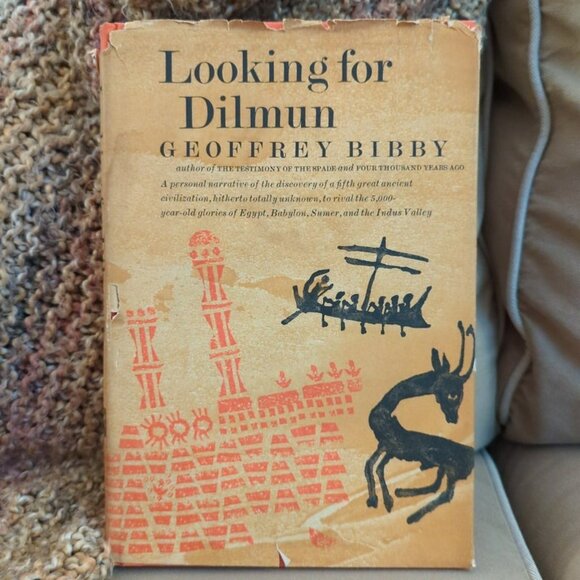 Looking for
Dilmun
GEOFFREY BIBBY
author of THE TESTIMONY OF THE SPADE and FOUR THOUSAND YEARS AGO
A personal narrative of the discovery of a fifth great ancient
civilization, hitherto totally unknown, to rival the 5,000-
year-old glories of Egypt, Babylon, Sumer, and the Indus Valley